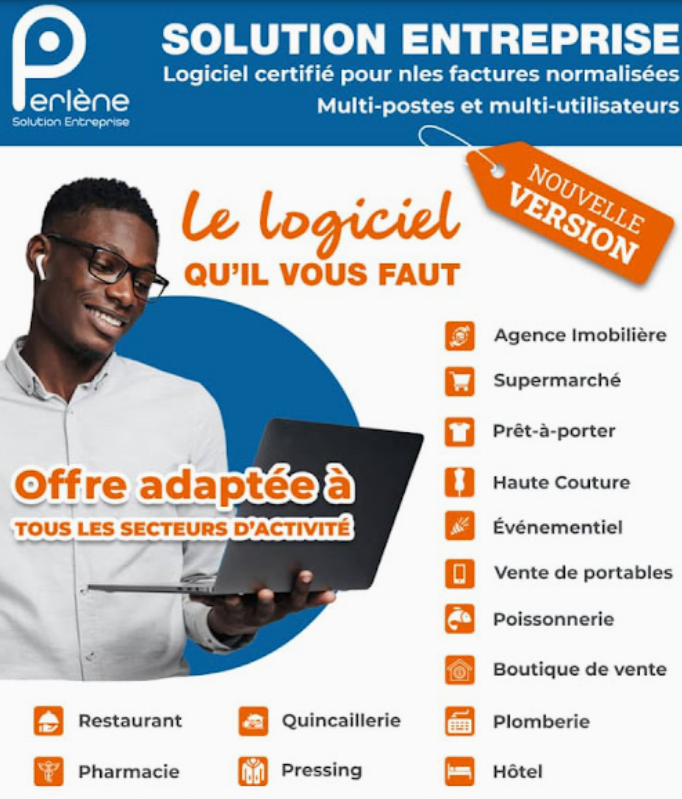 Perlène
Solution Entreprise
SOLUTION ENTREPRISE
Logiciel certifié pour nles factures normalisées
Multi-postes et multi-utilisateurs
NOUVELLE
VERSION
Le logiciel
QU'IL VOUS FAUT
Agence Imobilière
Supermarché
Prêt-à-porter
Haute Couture
Événementiel
Vente de portables
Poissonnerie
Boutique de vente
Offre adaptée à
TOUS LES SECTEURS D'ACTIVITÉ
Restaurant
Quincaillerie
Plomberie
Pharmacie
Pressing
Hôtel